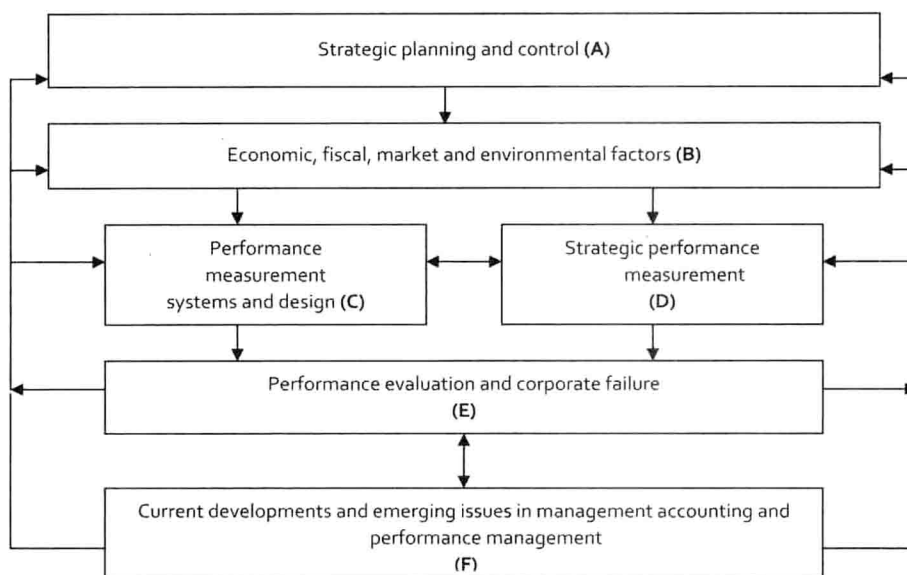 Strategic planning and control (A)
Economic, fiscal, market and environmental factors (B)
Performance
measurement
systems and design (C)
Strategic performance
measurement
(D)
Performance evaluation and corporate failure
(E)
Current developments and emerging issues in management accounting and
performance management
(F)